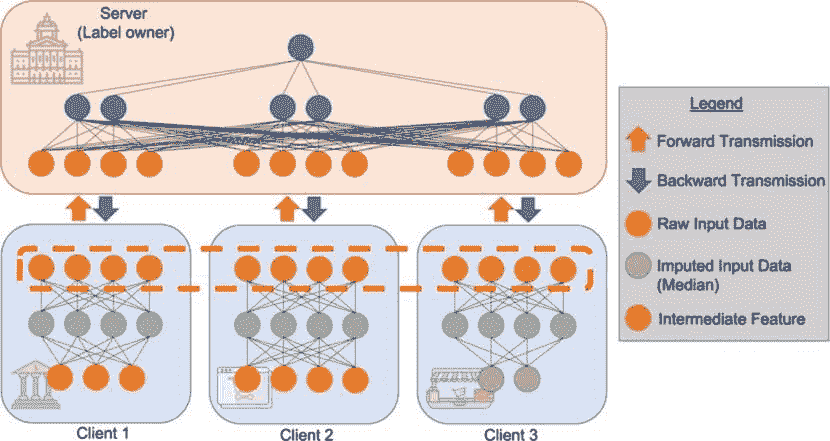 Server
(Label owner)
Legend
Forward Transmission
Backward Transmission
Raw Input Data
Imputed Input Data
(Median)
Intermediate Feature
Client 1
Client 2
Client 3